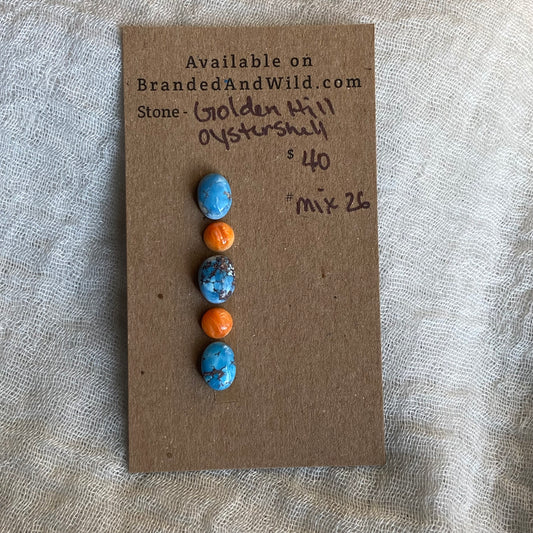 Available on
BrandedAndWild.com
Stone - Golden Hill
oystershell
$ 40
# mix 26